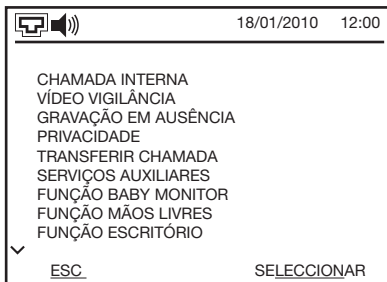 18/01/2010 12:00
CHAMADA INTERNA
VÍDEO VIGILÂNCIA
GRAVAÇÃO EM AUSÊNCIA
PRIVACIDADE
TRANSFERIR CHAMADA
SERVIÇOS AUXILIARES
FUNÇÃO BABY MONITOR
FUNÇÃO MÃOS LIVRES
FUNÇÃO ESCRITÓRIO
ESC SELECCIONAR